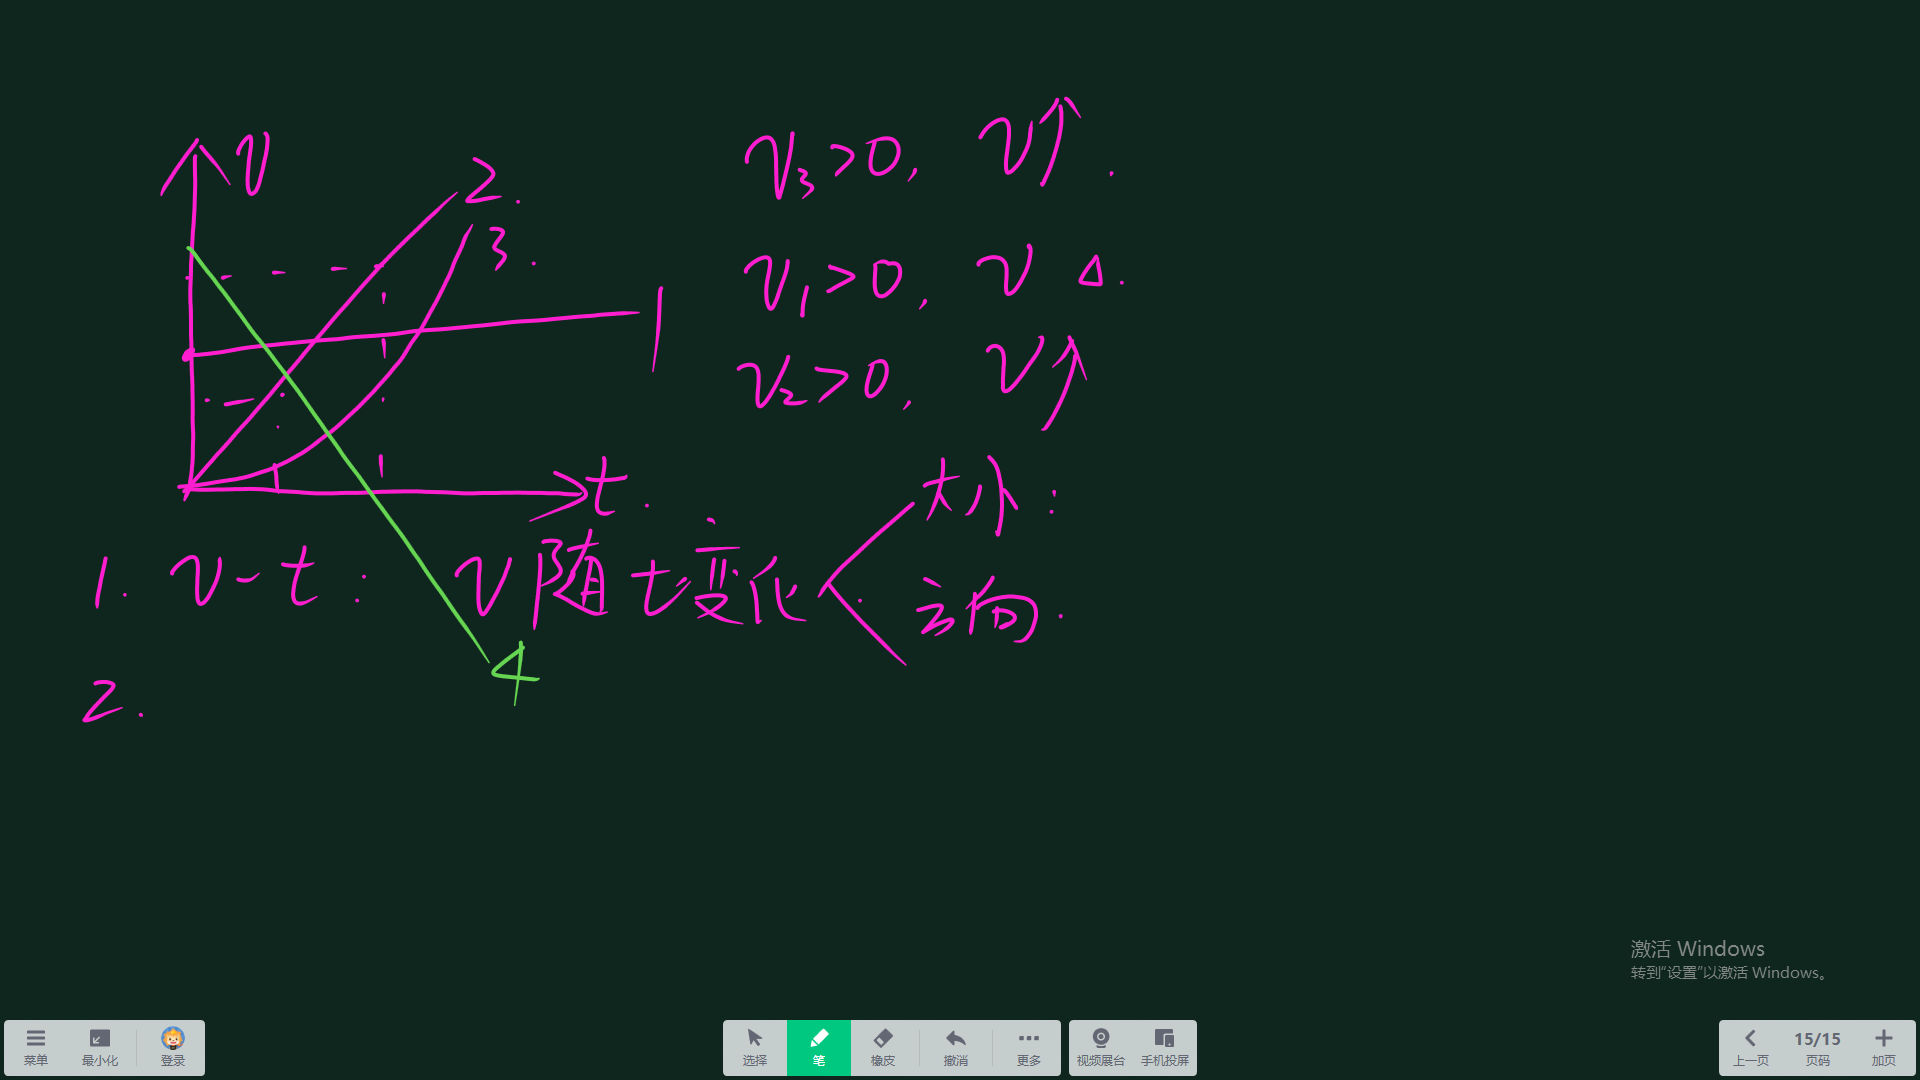 v
2.
3.
1
t.
4
v₃>0, v↑.
v₁>0, v △.
v₂>0, v↑
1. v-t: v随t变化
大小:
方向.
2.
激活 Windows
转到“设置”以激活 Windows。
菜单 最小化 登录
选择 笔 橡皮 撤消 更多
视频展台 手机投屏
上一页 15/15 页码 加页